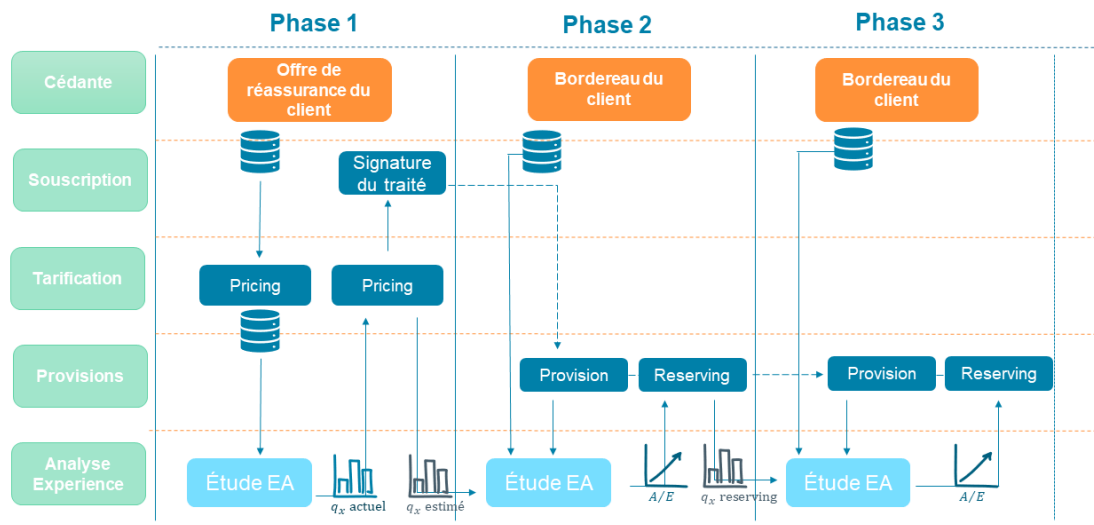 Phase 1
Phase 2
Phase 3
Cédante
Offre de
réassurance du
client
Bordereau du
client
Bordereau du
client
Souscription
Signature
du traité
Tarification
Pricing
Pricing
Provisions
Provision
Reserving
Provision
Reserving
Analyse
Experience
Étude EA
qₓ actuel
qₓ estimé
Étude EA
A/E
qₓ reserving
Étude EA
A/E